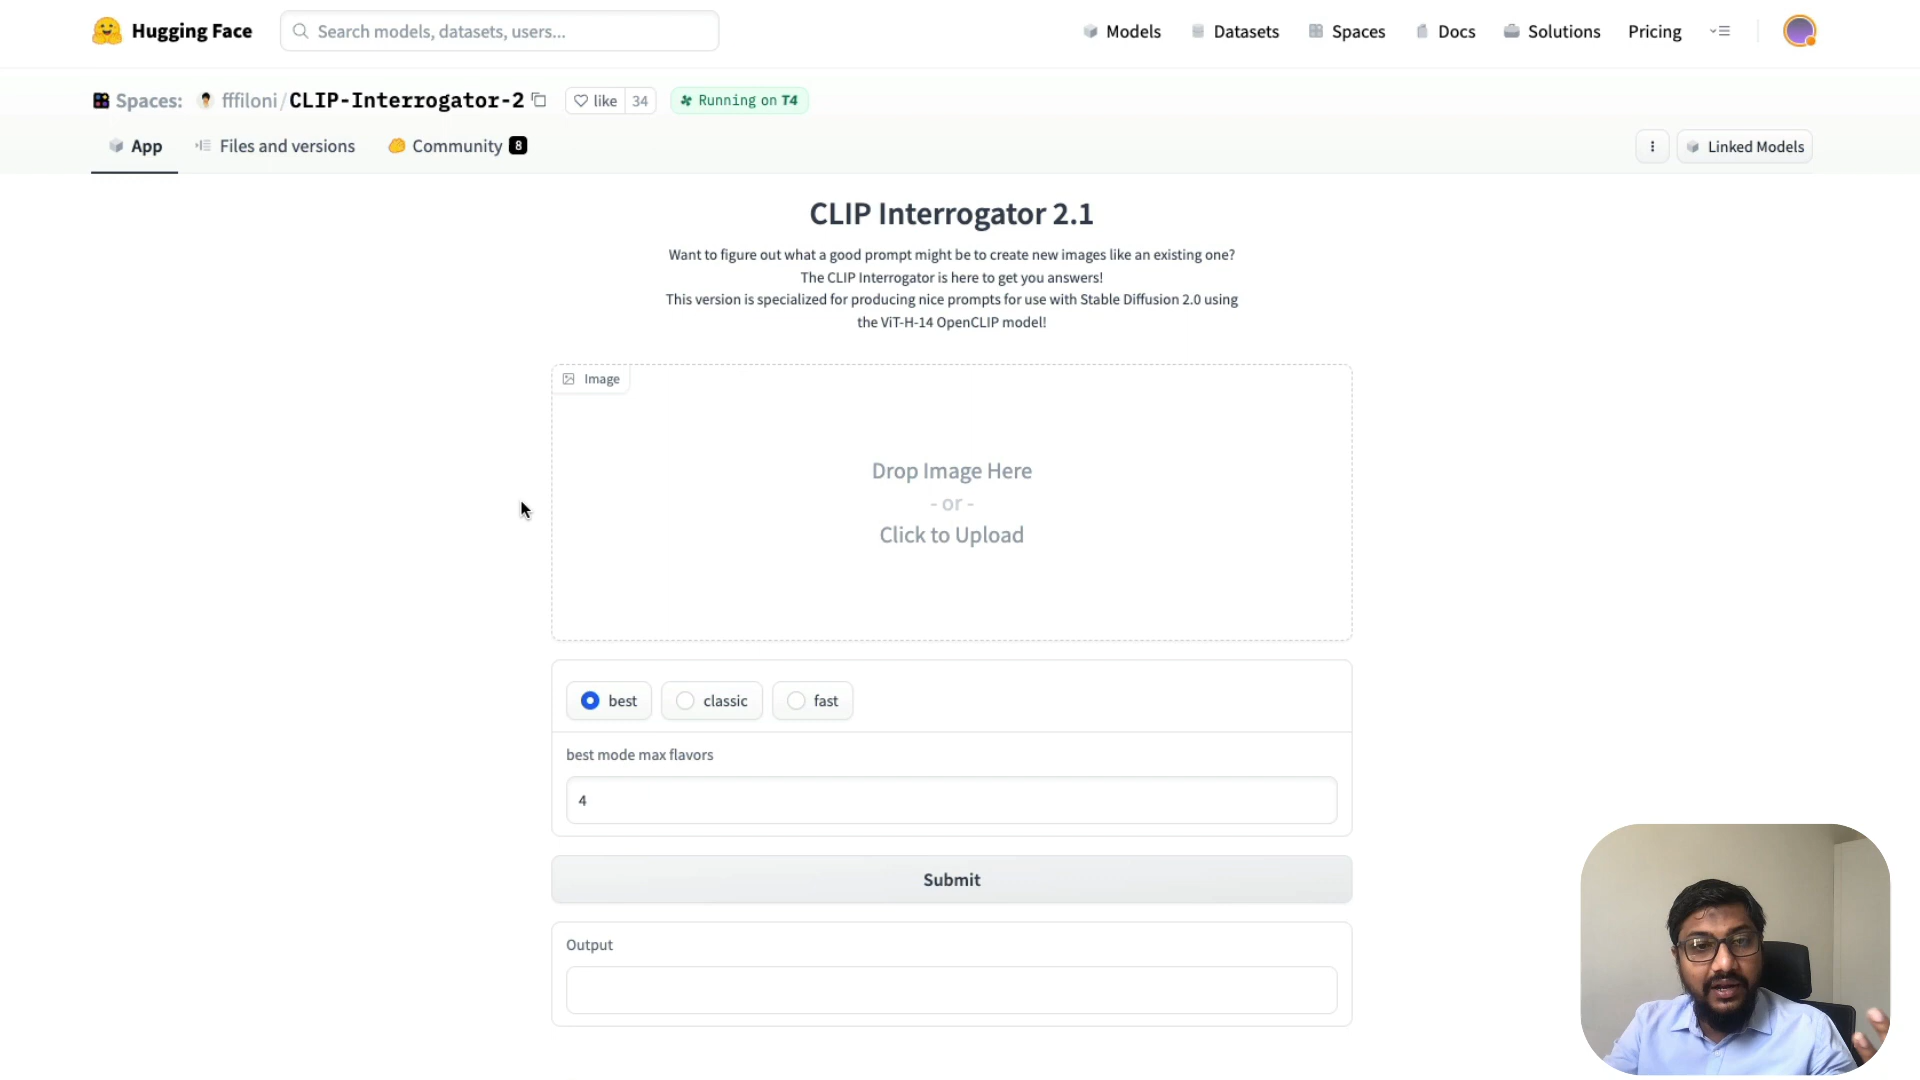 Hugging Face
Search models, datasets, users...
Models
Datasets
Spaces
Docs
Solutions
Pricing
Spaces: fffiloni/CLIP-Interrogator-2
like 34
Running on T4
App
Files and versions
Community 8
Linked Models
CLIP Interrogator 2.1
Want to figure out what a good prompt might be to create new images like an existing one?
The CLIP Interrogator is here to get you answers!
This version is specialized for producing nice prompts for use with Stable Diffusion 2.0 using
the ViT-H-14 OpenCLIP model!
Image
Drop Image Here
- or -
Click to Upload
best
classic
fast
best mode max flavors
4
Submit
Output